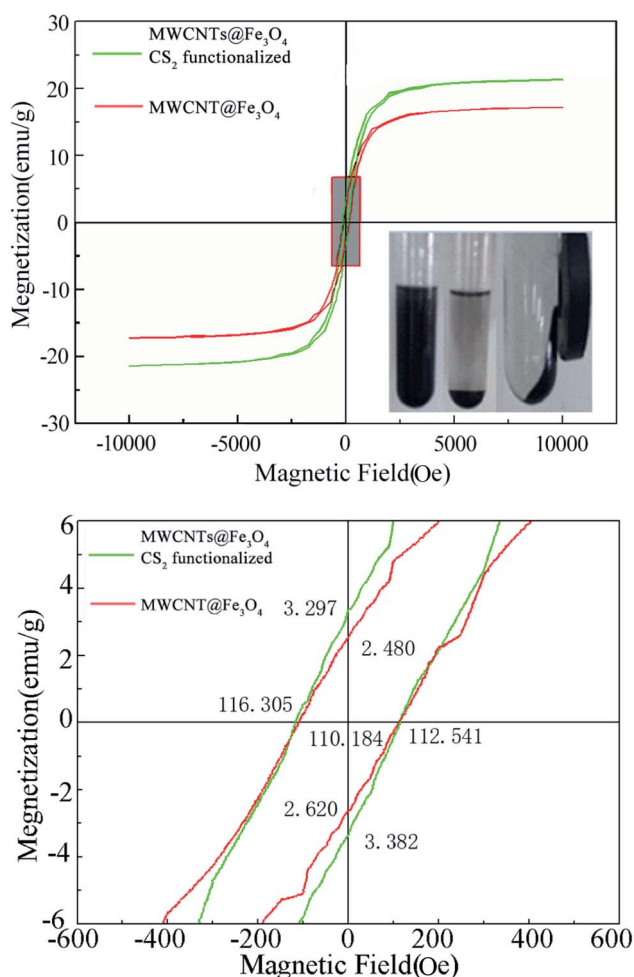 MWCNTs@Fe₃O₄
CS₂ functionalized
MWCNT@Fe₃O₄
Megnetization(emu/g)
30
20
10
0
-10
-20
-30
-10000 -5000 0 5000 10000
Magnetic Field(Oe)
MWCNTs@Fe₃O₄
CS₂ functionalized
MWCNT@Fe₃O₄
Megnetization(emu/g)
6
4
2
0
-2
-4
-6
3.297
2.480
116.305
110.184
112.541
2.620
3.382
-600 -400 -200 0 200 400 600
Magnetic Field(Oe)